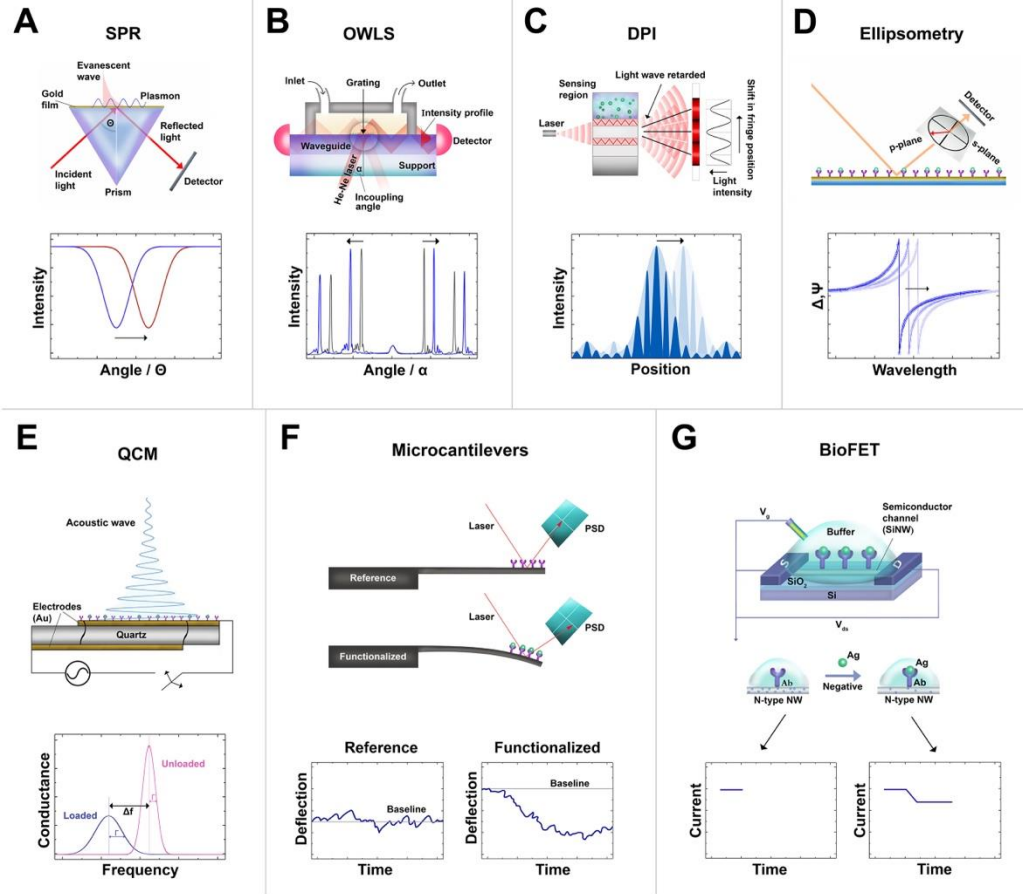 A
SPR
Evanescent
wave
Gold
film
Plasmon
Θ
Reflected
light
Incident
light
Prism
Detector
Intensity
Angle / Θ
B
OWLS
Inlet
Grating
Outlet
Intensity profile
Waveguide
Detector
Support
He-Ne laser
α
Incoupling
angle
Intensity
Angle / α
C
DPI
Sensing
region
Light wave retarded
Laser
Shift in fringe position
Light
intensity
Intensity
Position
D
Ellipsometry
Detector
p-plane
s-plane
Δ,Ψ
Wavelength
E
QCM
Acoustic wave
Electrodes
(Au)
Quartz
Conductance
Unloaded
Loaded
Δf
Γ
Γ
Frequency
F
Microcantilevers
Laser
PSD
Reference
Laser
PSD
Functionalized
Reference
Deflection
Baseline
Time
Functionalized
Deflection
Baseline
Time
G
BioFET
Vg
Buffer
Semiconductor
channel
(SiNW)
S
D
SiO2
Si
Vds
Ab
N-type NW
Ag
Negative
Ag
Ab
N-type NW
Current
Time
Current
Time